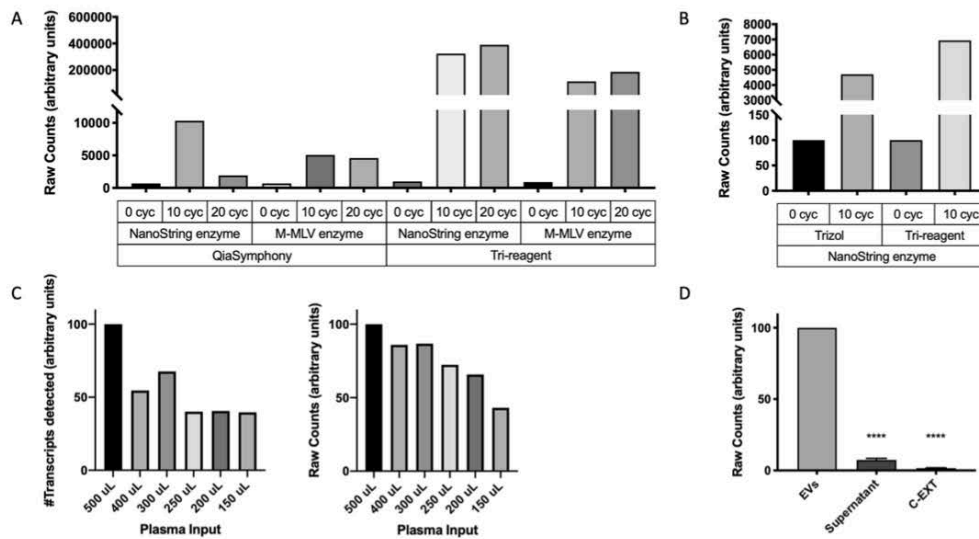 A
Raw Counts (arbitrary units)
600000
400000
200000
10000
5000
0
0 cyc 10 cyc 20 cyc 0 cyc 10 cyc 20 cyc 0 cyc 10 cyc 20 cyc 0 cyc 10 cyc 20 cyc
NanoString enzyme M-MLV enzyme NanoString enzyme M-MLV enzyme
QiaSymphony Tri-reagent
B
Raw Counts (arbitrary units)
8000
7000
6000
5000
4000
3000
150
100
50
0
0 cyc 10 cyc 0 cyc 10 cyc
Trizol Tri-reagent
NanoString enzyme
C
#Transcripts detected (arbitrary units)
100
50
0
500 uL 400 uL 300 uL 250 uL 200 uL 150 uL
Plasma Input
Raw Counts (arbitrary units)
100
50
0
500 uL 400 uL 300 uL 250 uL 200 uL 150 uL
Plasma Input
D
Raw Counts (arbitrary units)
100
50
0
**** ****
EVs Supernatant C-EXT